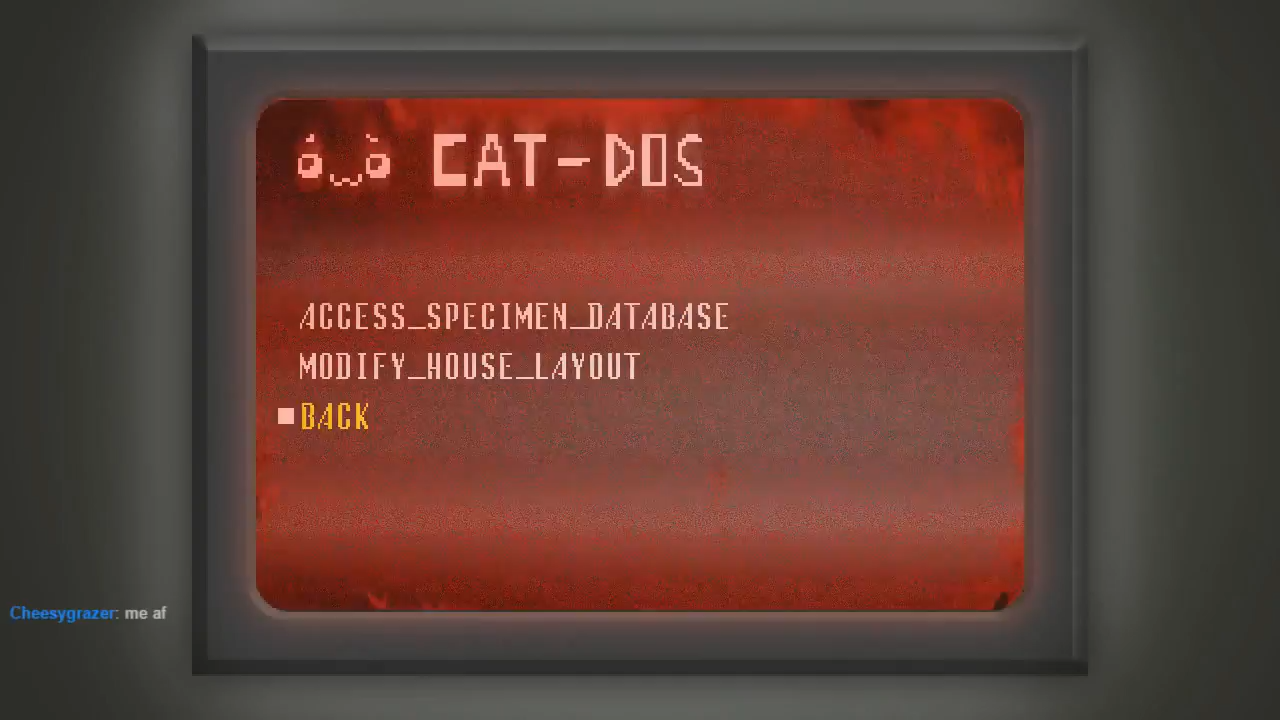 CAT-DOS
ACCESS_SPECIMEN_DATABASE
MODIFY_HOUSE_LAYOUT
BACK
Cheesygrazer: me af